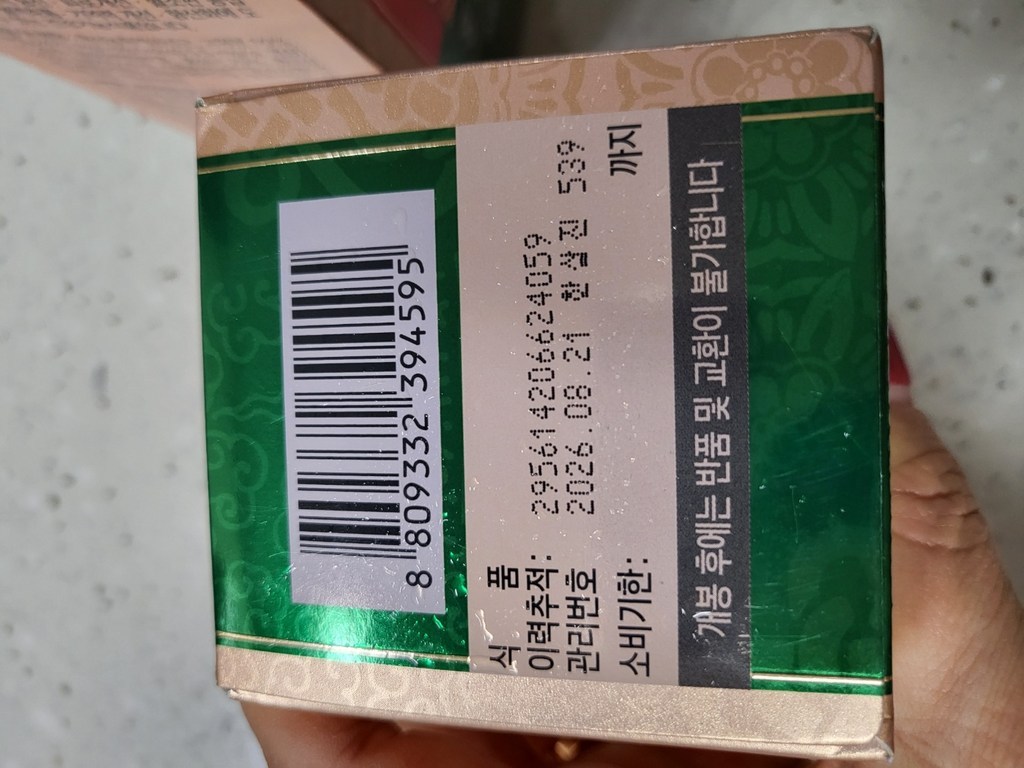 8 809332 394595
식 품
이력추적:
관리번호
295614206624059
2026.08.21 한삼진 539
소비기한: 까지
개봉 후에는 반품 및 교환이 불가합니다